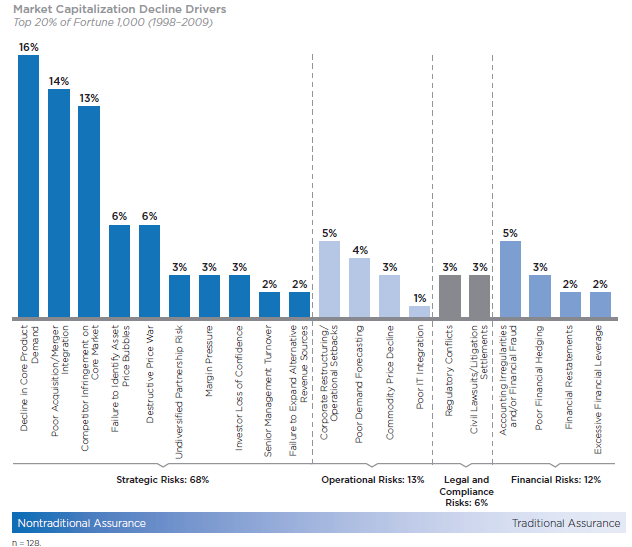 Market Capitalization Decline Drivers
Top 20% of Fortune 1,000 (1998–2009)
16%
14%
13%
6%
6%
3%
3%
3%
2%
2%
5%
4%
3%
1%
3%
3%
5%
3%
2%
2%
Decline in Core Product
Demand
Poor Acquisition/Merger
Integration
Competitor Infringement on
Core Market
Failure to Identify Asset
Price Bubbles
Destructive Price War
Undiversified Partnership Risk
Margin Pressure
Investor Loss of Confidence
Senior Management Turnover
Failure to Expand Alternative
Revenue Sources
Corporate Restructuring/
Operational Setbacks
Poor Demand Forecasting
Commodity Price Decline
Poor IT Integration
Regulatory Conflicts
Civil Lawsuits/Litigation
Settlements
Accounting Irregularities
and/or Financial Fraud
Poor Financial Hedging
Financial Restatements
Excessive Financial Leverage
Strategic Risks: 68%
Operational Risks: 13%
Legal and
Compliance
Risks: 6%
Financial Risks: 12%
Nontraditional Assurance
Traditional Assurance
n = 128.